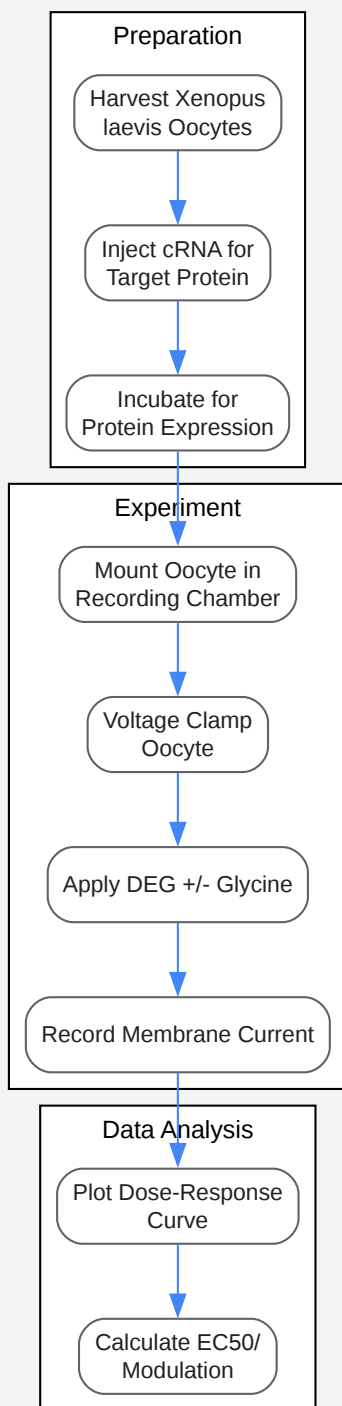 Preparation
Harvest Xenopus
laevis Oocytes
Inject cRNA for
Target Protein
Incubate for
Protein Expression
Experiment
Mount Oocyte in
Recording Chamber
Voltage Clamp
Oocyte
Apply DEG +/- Glycine
Record Membrane Current
Data Analysis
Plot Dose-Response
Curve
Calculate EC50/
Modulation